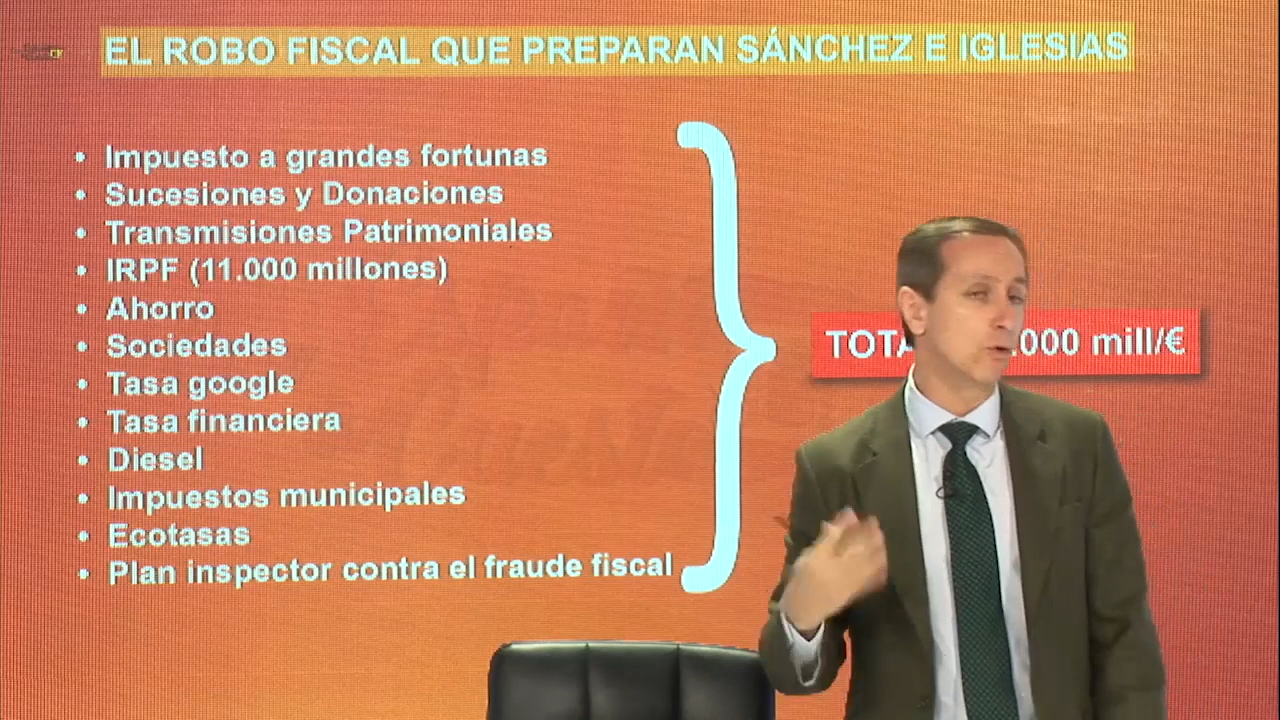 EL ROBO FISCAL QUE PREPARAN SÁNCHEZ E IGLESIAS
• Impuesto a grandes fortunas
• Sucesiones y Donaciones
• Transmisiones Patrimoniales
• IRPF (11.000 millones)
• Ahorro
• Sociedades
• Tasa google
• Tasa financiera
• Diesel
• Impuestos municipales
• Ecotasas
• Plan inspector contra el fraude fiscal
.000 mill/€